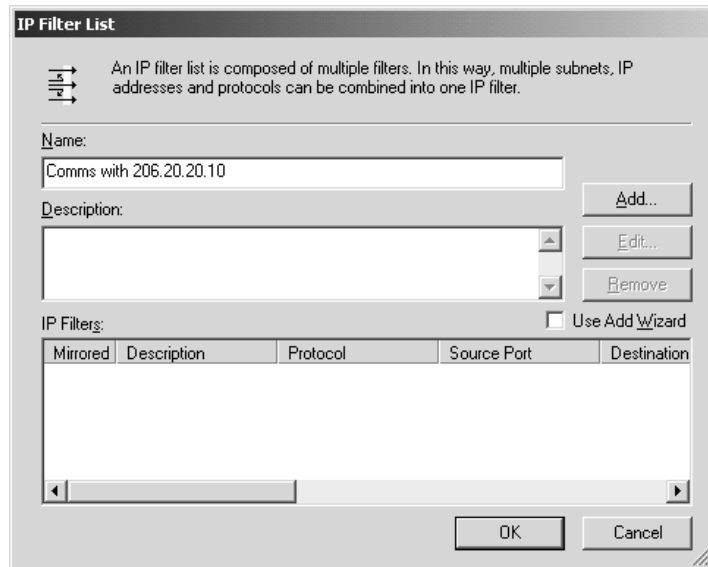 IP Filter List
An IP filter list is composed of multiple filters. In this way, multiple subnets, IP
addresses and protocols can be combined into one IP filter.
Name:
Comms with 206.20.20.10
Add...
Description:
Edit...
Remove
IP Filters:
Use Add Wizard
Mirrored Description Protocol Source Port Destination
OK Cancel